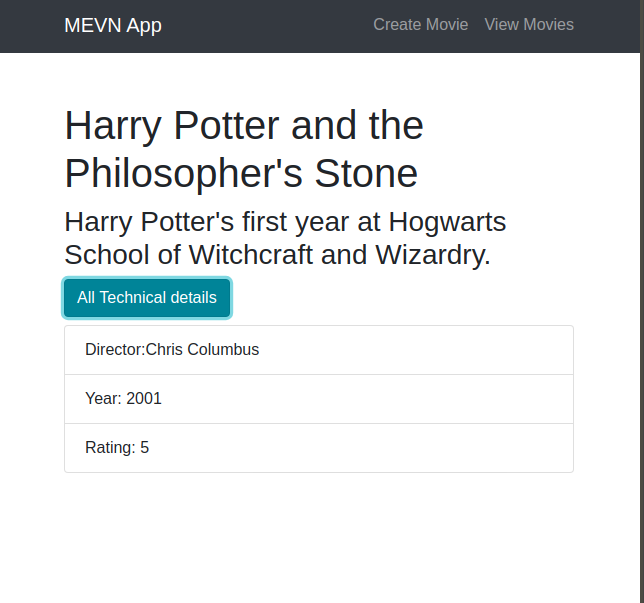 MEVN App Create Movie View Movies
Harry Potter and the
Philosopher's Stone
Harry Potter's first year at Hogwarts
School of Witchcraft and Wizardry.
All Technical details
Director:Chris Columbus
Year: 2001
Rating: 5